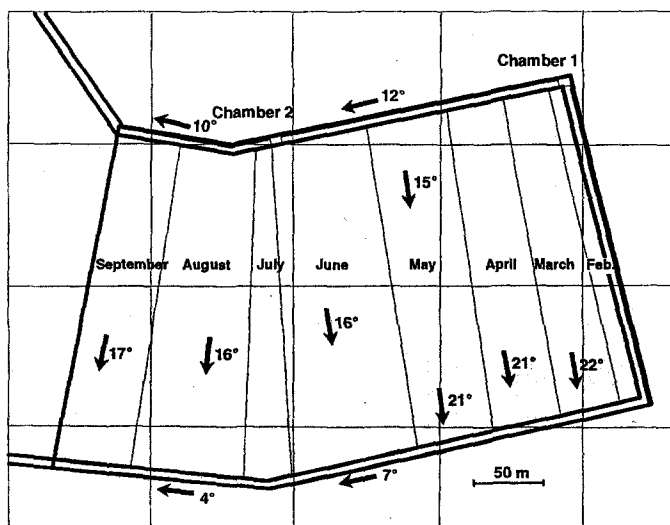 Chamber 1
12°
Chamber 2
10°
15°
September August July June May April March Feb.
17° 16° 16° 21° 22°
21°
50 m
7°
4°